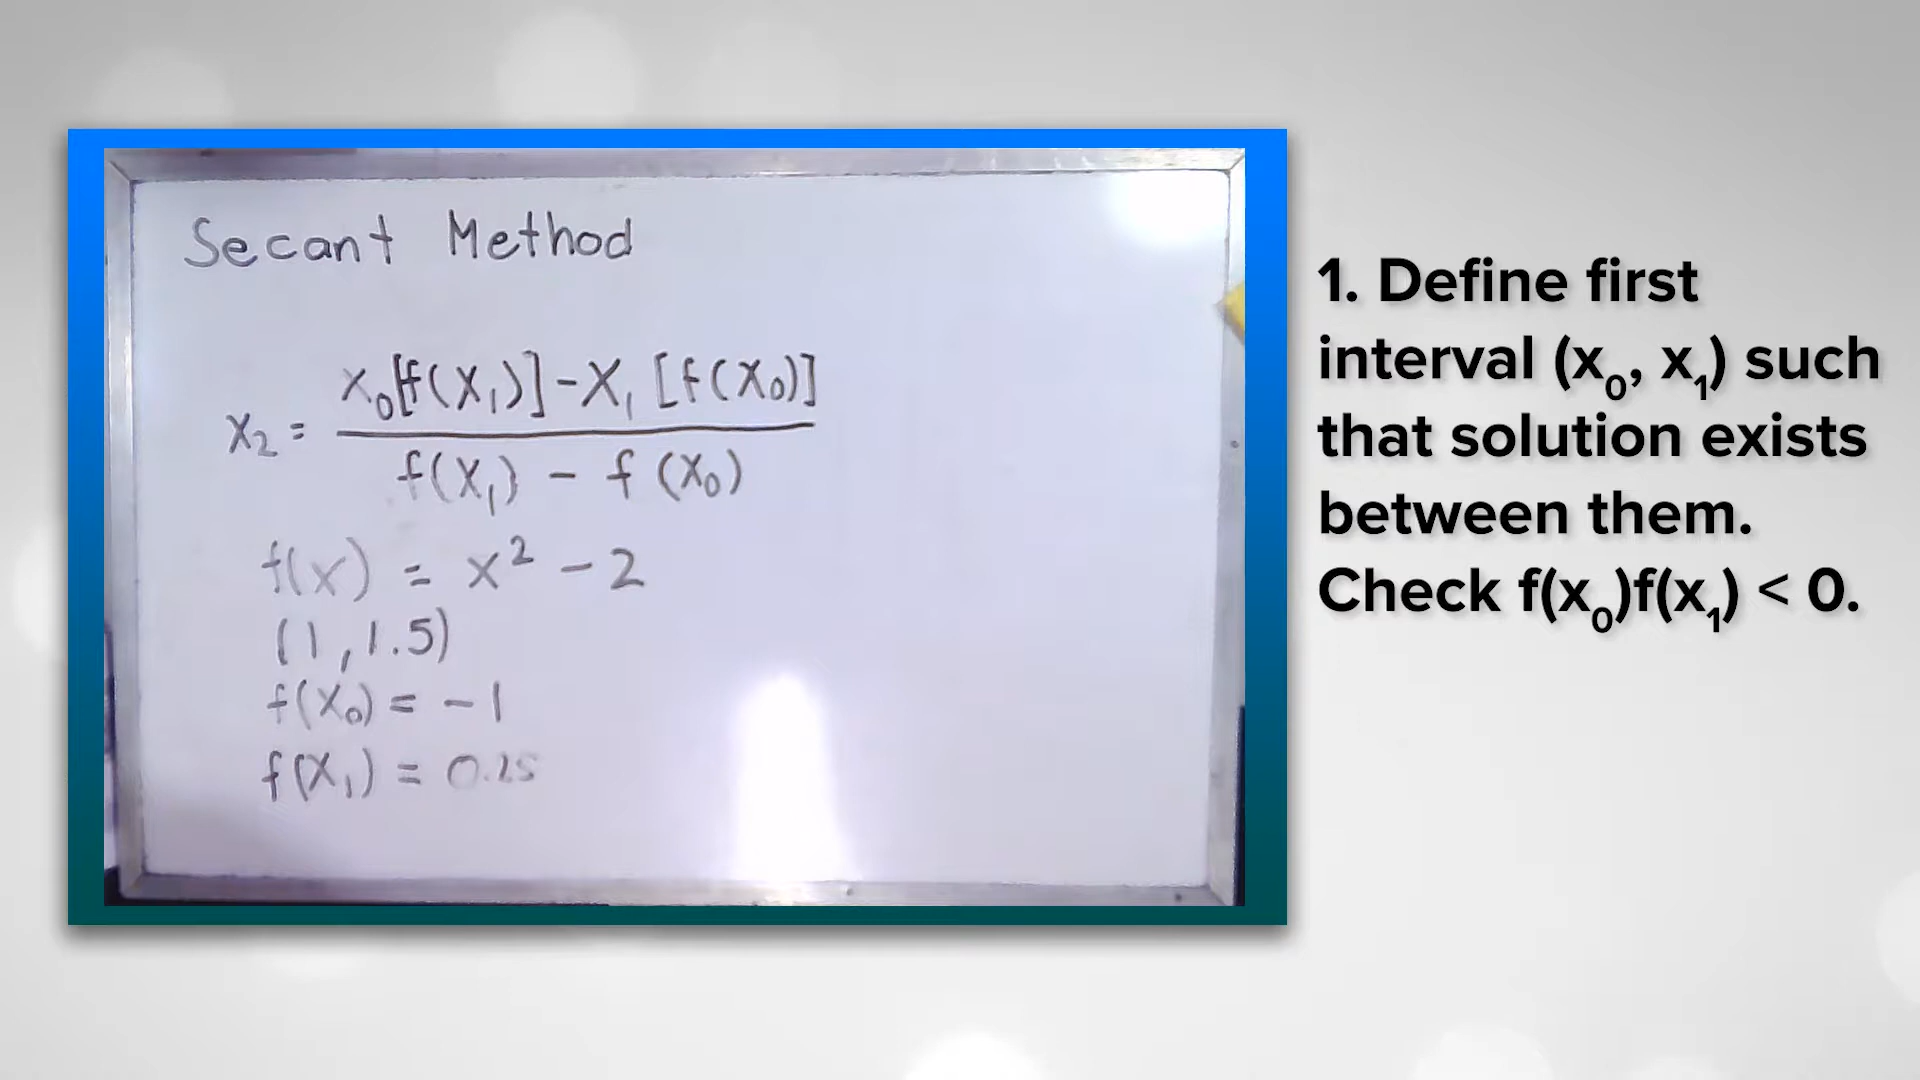 Secant Method
x₂ = x₀[f(x₁)] - x₁[f(x₀)]
f(x₁) - f(x₀)
f(x) = x² - 2
(1, 1.5)
f(x₀) = -1
f(x₁) = 0.25
1. Define first
interval (x₀, x₁) such
that solution exists
between them.
Check f(x₀)f(x₁) < 0.